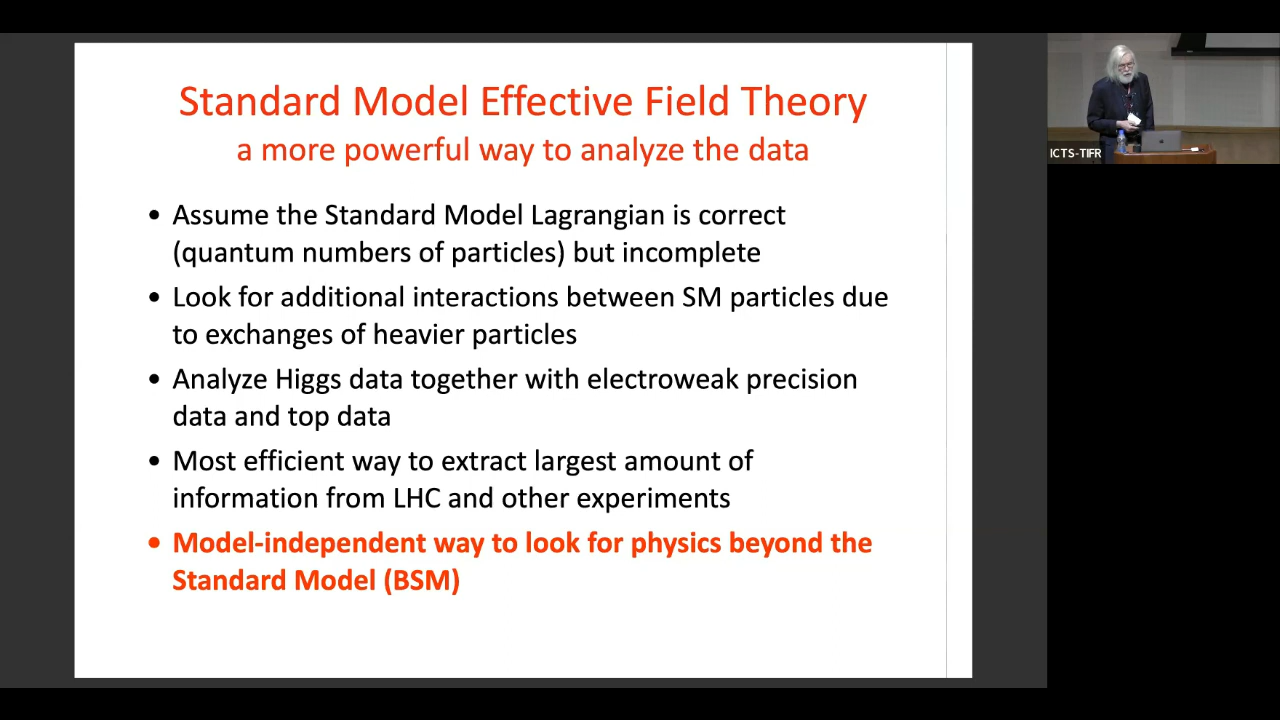 Standard Model Effective Field Theory
a more powerful way to analyze the data
• Assume the Standard Model Lagrangian is correct
(quantum numbers of particles) but incomplete
• Look for additional interactions between SM particles due
to exchanges of heavier particles
• Analyze Higgs data together with electroweak precision
data and top data
• Most efficient way to extract largest amount of
information from LHC and other experiments
• Model-independent way to look for physics beyond the
Standard Model (BSM)
ICTS-TIFR